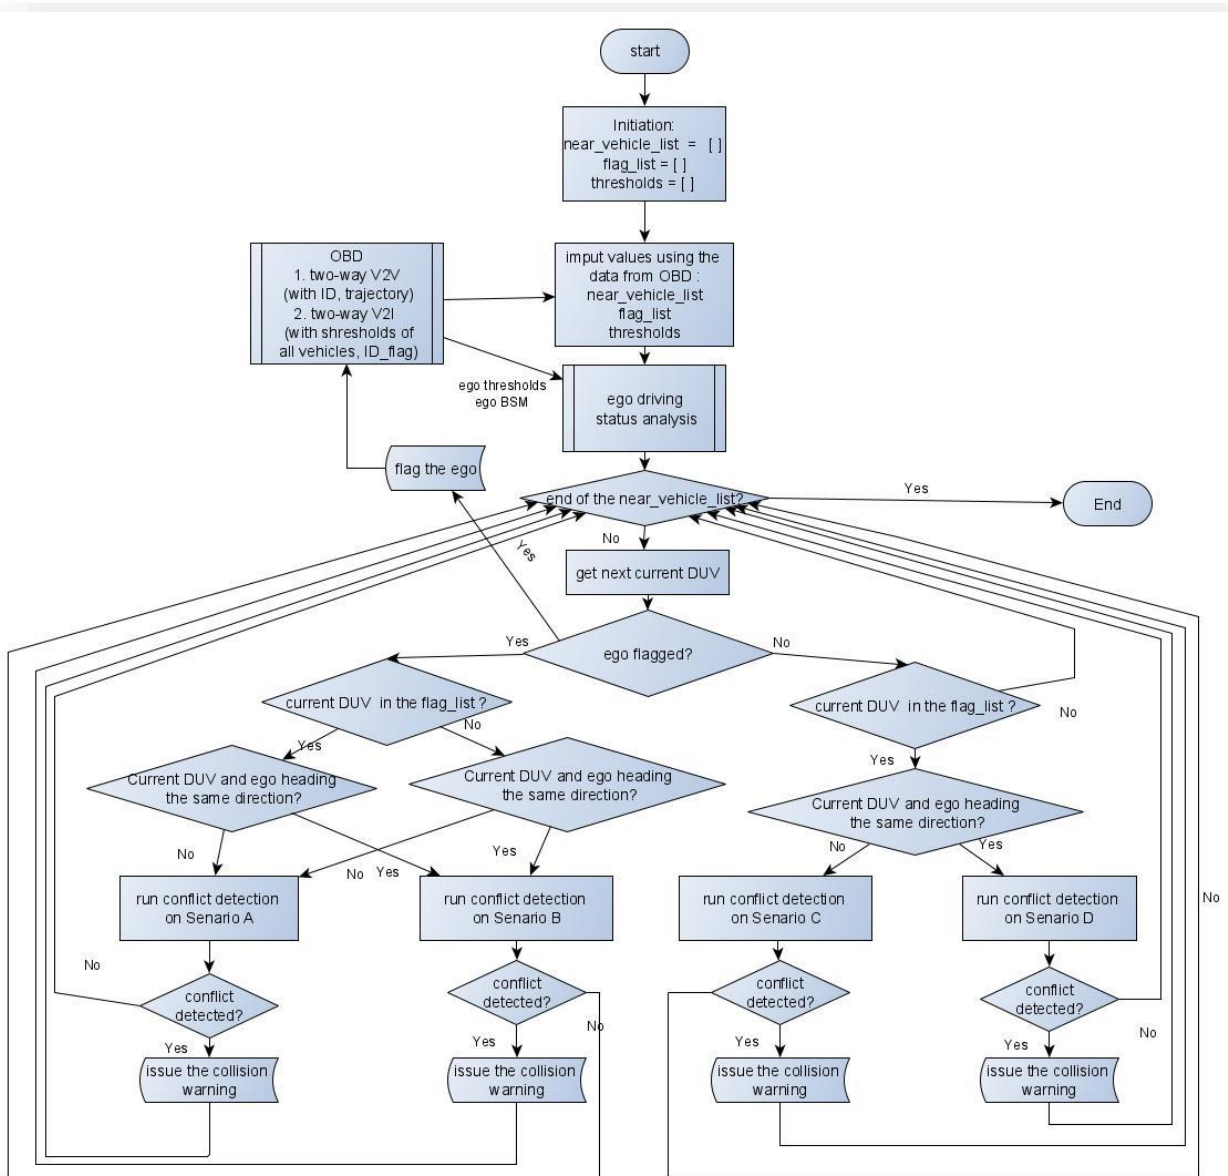 start
Initiation:
near_vehicle_list = [ ]
flag_list = [ ]
thresholds = [ ]
OBD
1. two-way V2V
(with ID, trajectory)
2. two-way V2I
(with shresholds of
all vehicles, ID_flag)
imput values using the
data from OBD :
near_vehicle_list
flag_list
thresholds
ego thresholds
ego BSM
ego driving
status analysis
flag the ego
end of the near_vehicle_list?
Yes
End
No
Yes
get next current DUV
ego flagged?
Yes
No
current DUV in the flag_list ?
Yes
No
current DUV in the flag_list ?
No
Yes
Current DUV and ego heading
the same direction?
Current DUV and ego heading
the same direction?
Current DUV and ego heading
the same direction?
No
No
Yes
Yes
No
Yes
run conflict detection
on Senario A
run conflict detection
on Senario B
run conflict detection
on Senario C
run conflict detection
on Senario D
No
No
conflict
detected?
conflict
detected?
conflict
detected?
conflict
detected?
No
No
Yes
Yes
Yes
Yes
issue the collision
warning
issue the collision
warning
issue the collision
warning
issue the collision
warning